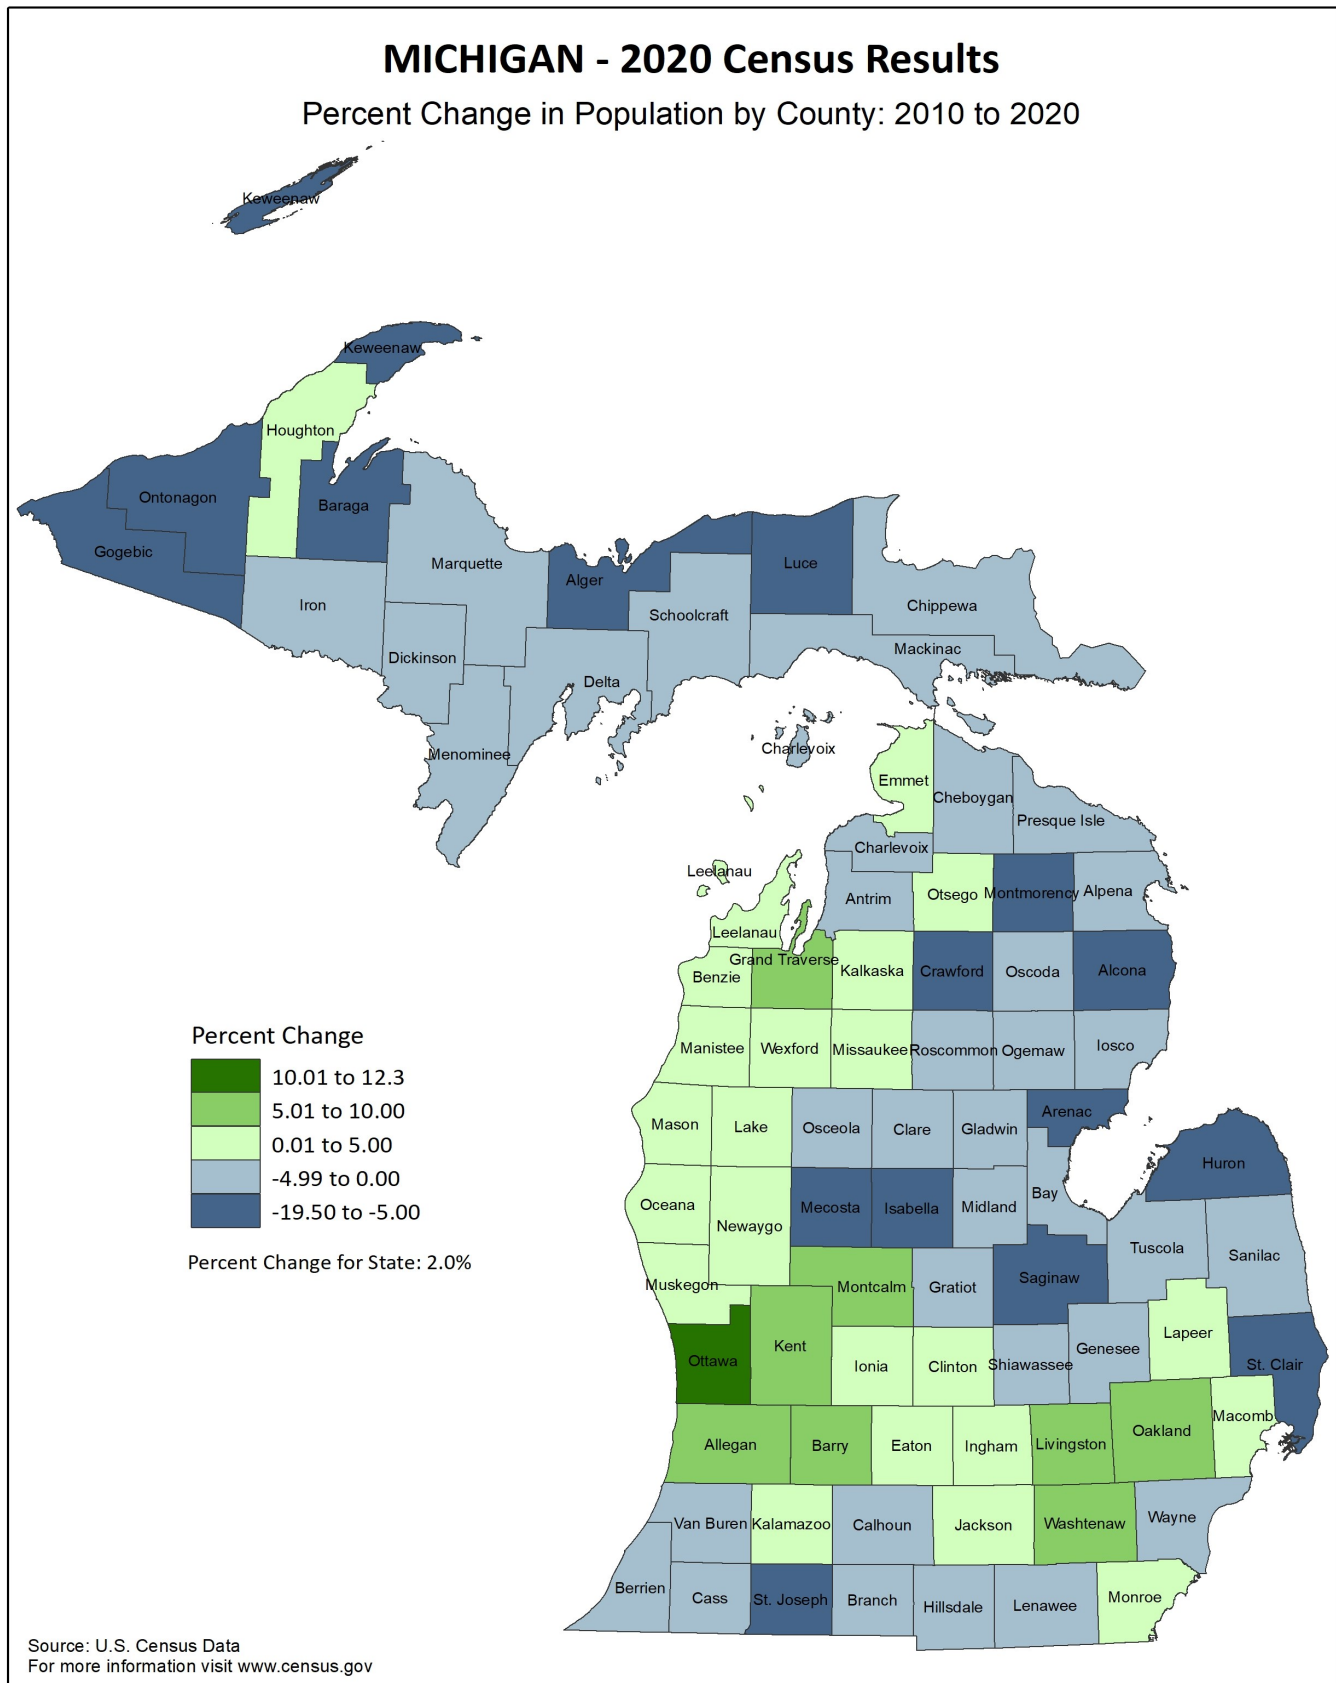 MICHIGAN - 2020 Census Results
Percent Change in Population by County: 2010 to 2020
Keweenaw
Keweenaw
Houghton
Ontonagon
Baraga
Gogebic
Marquette
Alger
Luce
Iron
Schoolcraft
Chippewa
Mackinac
Dickinson
Delta
Menominee
Charlevoix
Emmet
Cheboygan
Presque Isle
Charlevoix
Leelanau
Antrim
Otsego
Montmorency
Alpena
Leelanau
Grand Traverse
Benzie
Kalkaska
Crawford
Oscoda
Alcona
Manistee
Wexford
Missaukee
Roscommon
Ogemaw
Iosco
Mason
Lake
Osceola
Clare
Gladwin
Arenac
Huron
Oceana
Newaygo
Mecosta
Isabella
Midland
Bay
Tuscola
Sanilac
Muskegon
Montcalm
Gratiot
Saginaw
Ottawa
Kent
Ionia
Clinton
Shiawassee
Genesee
Lapeer
St. Clair
Allegan
Barry
Eaton
Ingham
Livingston
Oakland
Macomb
Van Buren
Kalamazoo
Calhoun
Jackson
Washtenaw
Wayne
Berrien
Cass
St. Joseph
Branch
Hillsdale
Lenawee
Monroe
Percent Change
10.01 to 12.3
5.01 to 10.00
0.01 to 5.00
-4.99 to 0.00
-19.50 to -5.00
Percent Change for State: 2.0%
Source: U.S. Census Data
For more information visit www.census.gov